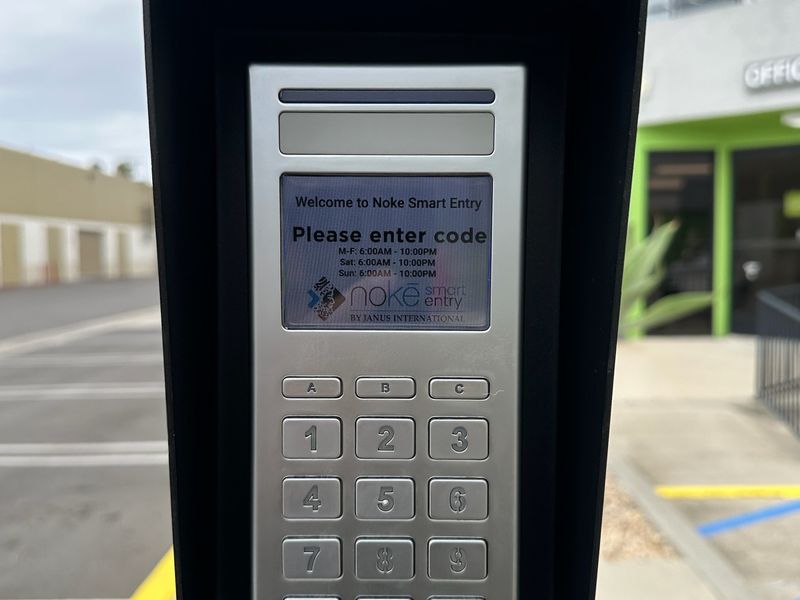 OFFIC
Welcome to Noke Smart Entry
Please enter code
M-F: 6:00AM - 10:00PM
Sat: 6:00AM - 10:00PM
Sun: 6:00AM - 10:00PM
nokē smart entry
BY JANUS INTERNATIONAL
A B C
1 2 3
4 5 6
7 8 9